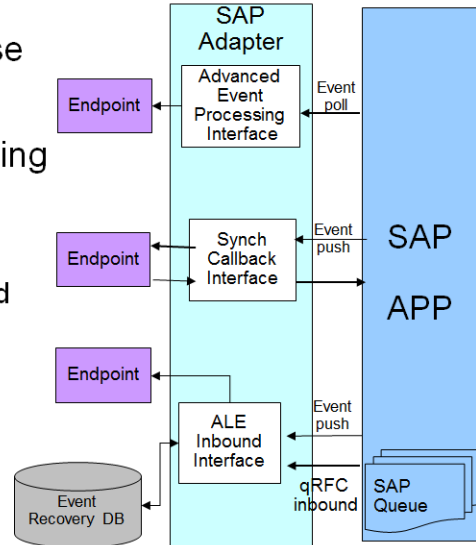 SAP
Adapter
se
Endpoint
Advanced
Event
Processing
Interface
Event
poll
ing
Endpoint
Synch
Callback
Interface
Event
push
SAP
APP
d
Endpoint
ALE
Inbound
Interface
Event
push
qRFC
inbound
SAP
Queue
Event
Recovery DB